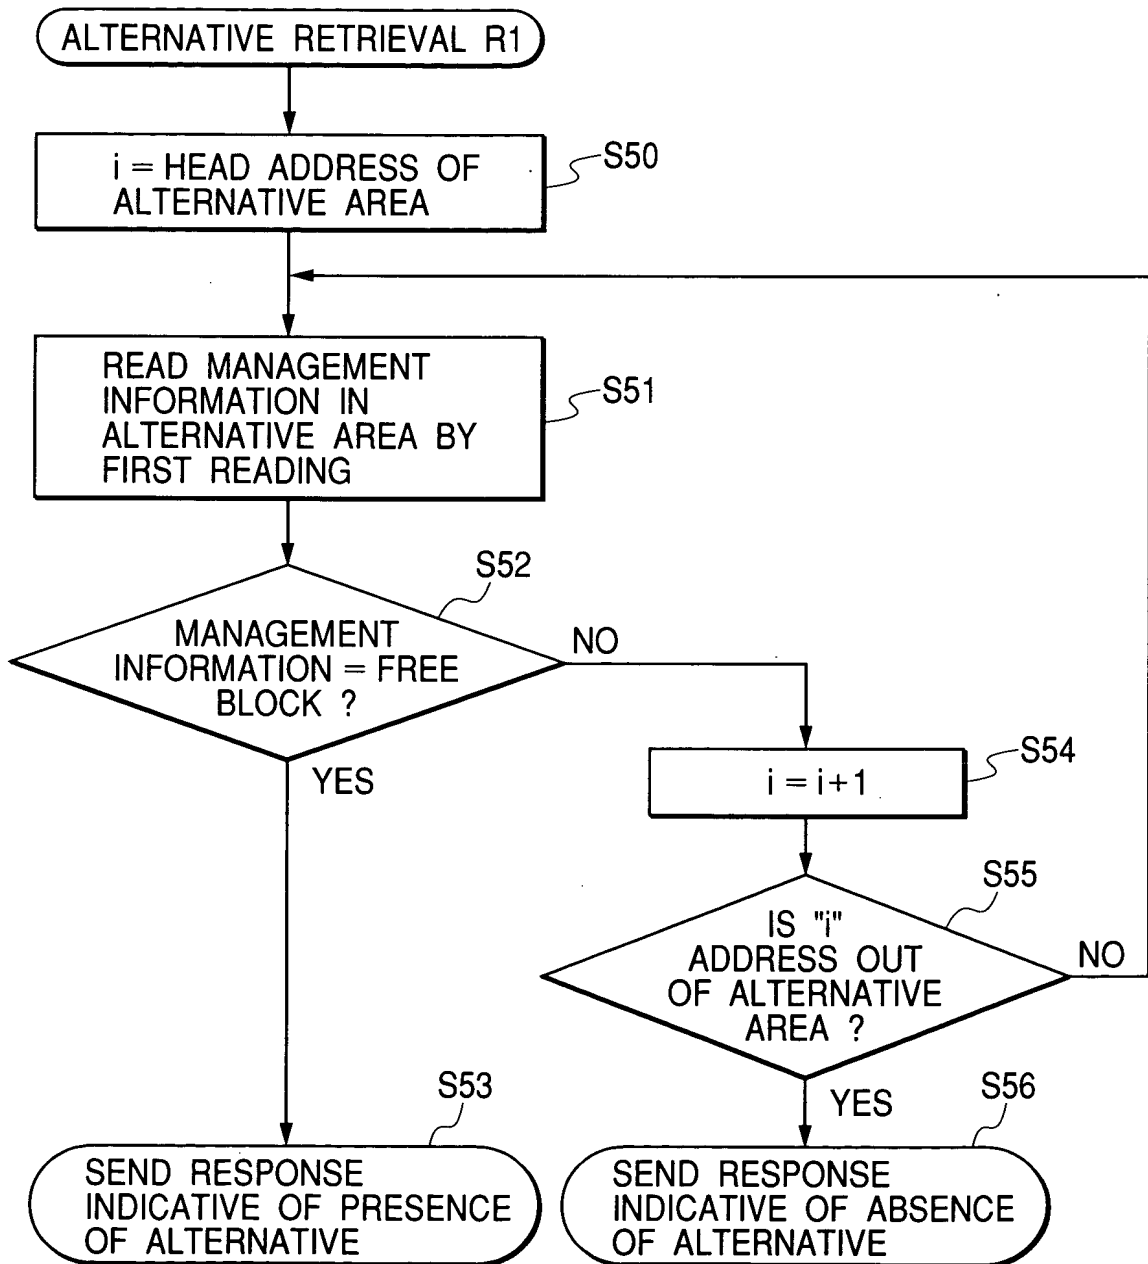 ALTERNATIVE RETRIEVAL R1
i = HEAD ADDRESS OF
ALTERNATIVE AREA
S50
READ MANAGEMENT
INFORMATION IN
ALTERNATIVE AREA BY
FIRST READING
S51
S52
MANAGEMENT
INFORMATION = FREE
BLOCK ?
NO
YES
i = i+1
S54
S55
IS "i"
ADDRESS OUT
OF ALTERNATIVE
AREA ?
NO
YES
S53
SEND RESPONSE
INDICATIVE OF PRESENCE
OF ALTERNATIVE
S56
SEND RESPONSE
INDICATIVE OF ABSENCE
OF ALTERNATIVE